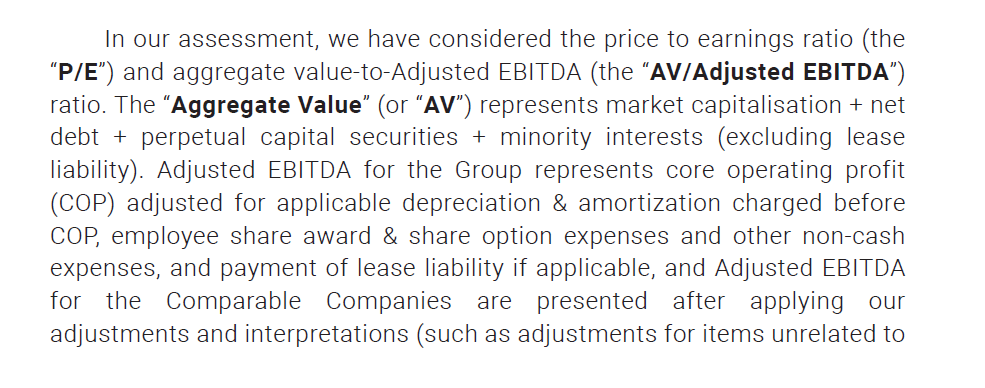 In our assessment, we have considered the price to earnings ratio (the
“P/E”) and aggregate value-to-Adjusted EBITDA (the “AV/Adjusted EBITDA”)
ratio. The “Aggregate Value” (or “AV”) represents market capitalisation + net
debt + perpetual capital securities + minority interests (excluding lease
liability). Adjusted EBITDA for the Group represents core operating profit
(COP) adjusted for applicable depreciation & amortization charged before
COP, employee share award & share option expenses and other non-cash
expenses, and payment of lease liability if applicable, and Adjusted EBITDA
for the Comparable Companies are presented after applying our
adjustments and interpretations (such as adjustments for items unrelated to